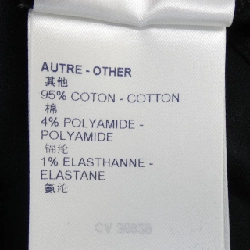 AUTRE - OTHER
其他
95% COTON - COTTON
棉
4% POLYAMIDE -
POLYAMIDE
锦纶
1% ELASTHANNE -
ELASTANE
氨纶